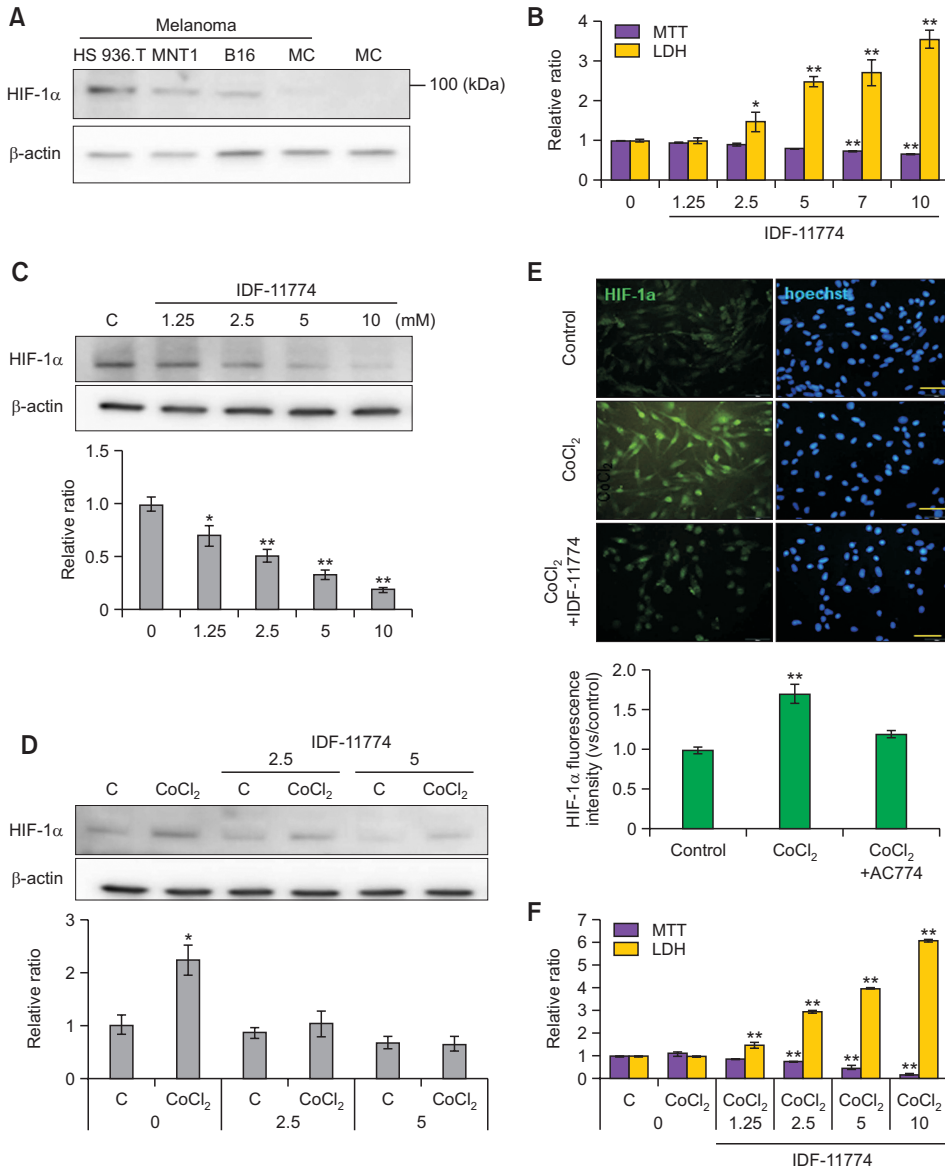 A
Melanoma
HS 936.T MNT1 B16 MC MC
HIF-1α
100 (kDa)
β-actin
B
MTT
LDH
Relative ratio
4
3
2
1
0
*
**
**
**
**
**
0 1.25 2.5 5 7 10
IDF-11774
C
IDF-11774
C 1.25 2.5 5 10 (mM)
HIF-1α
β-actin
Relative ratio
1.5
1.0
0.5
0
*
**
**
**
0 1.25 2.5 5 10
D
IDF-11774
2.5 5
C CoCl₂ C CoCl₂ C CoCl₂
HIF-1α
β-actin
Relative ratio
3
2
1
0
*
C CoCl₂ C CoCl₂ C CoCl₂
0 2.5 5
E
HIF-1a
hoechst
Control
CoCl₂
CoCl₂
CoCl₂
+IDF-11774
HIF-1α fluorescence
intensity (vs/control)
2.0
1.5
1.0
0.5
0
**
Control CoCl₂ CoCl₂
+AC774
F
MTT
LDH
Relative ratio
7
6
5
4
3
2
1
0
**
**
**
**
**
**
**
C CoCl₂ CoCl₂ CoCl₂ CoCl₂ CoCl₂
0 1.25 2.5 5 10
IDF-11774